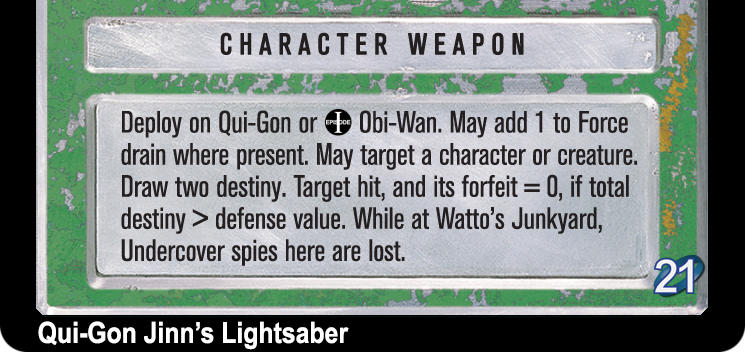 CHARACTER WEAPON
Deploy on Qui-Gon or EPISODE I Obi-Wan. May add 1 to Force
drain where present. May target a character or creature.
Draw two destiny. Target hit, and its forfeit = 0, if total
destiny > defense value. While at Watto's Junkyard,
Undercover spies here are lost.
21
Qui-Gon Jinn's Lightsaber